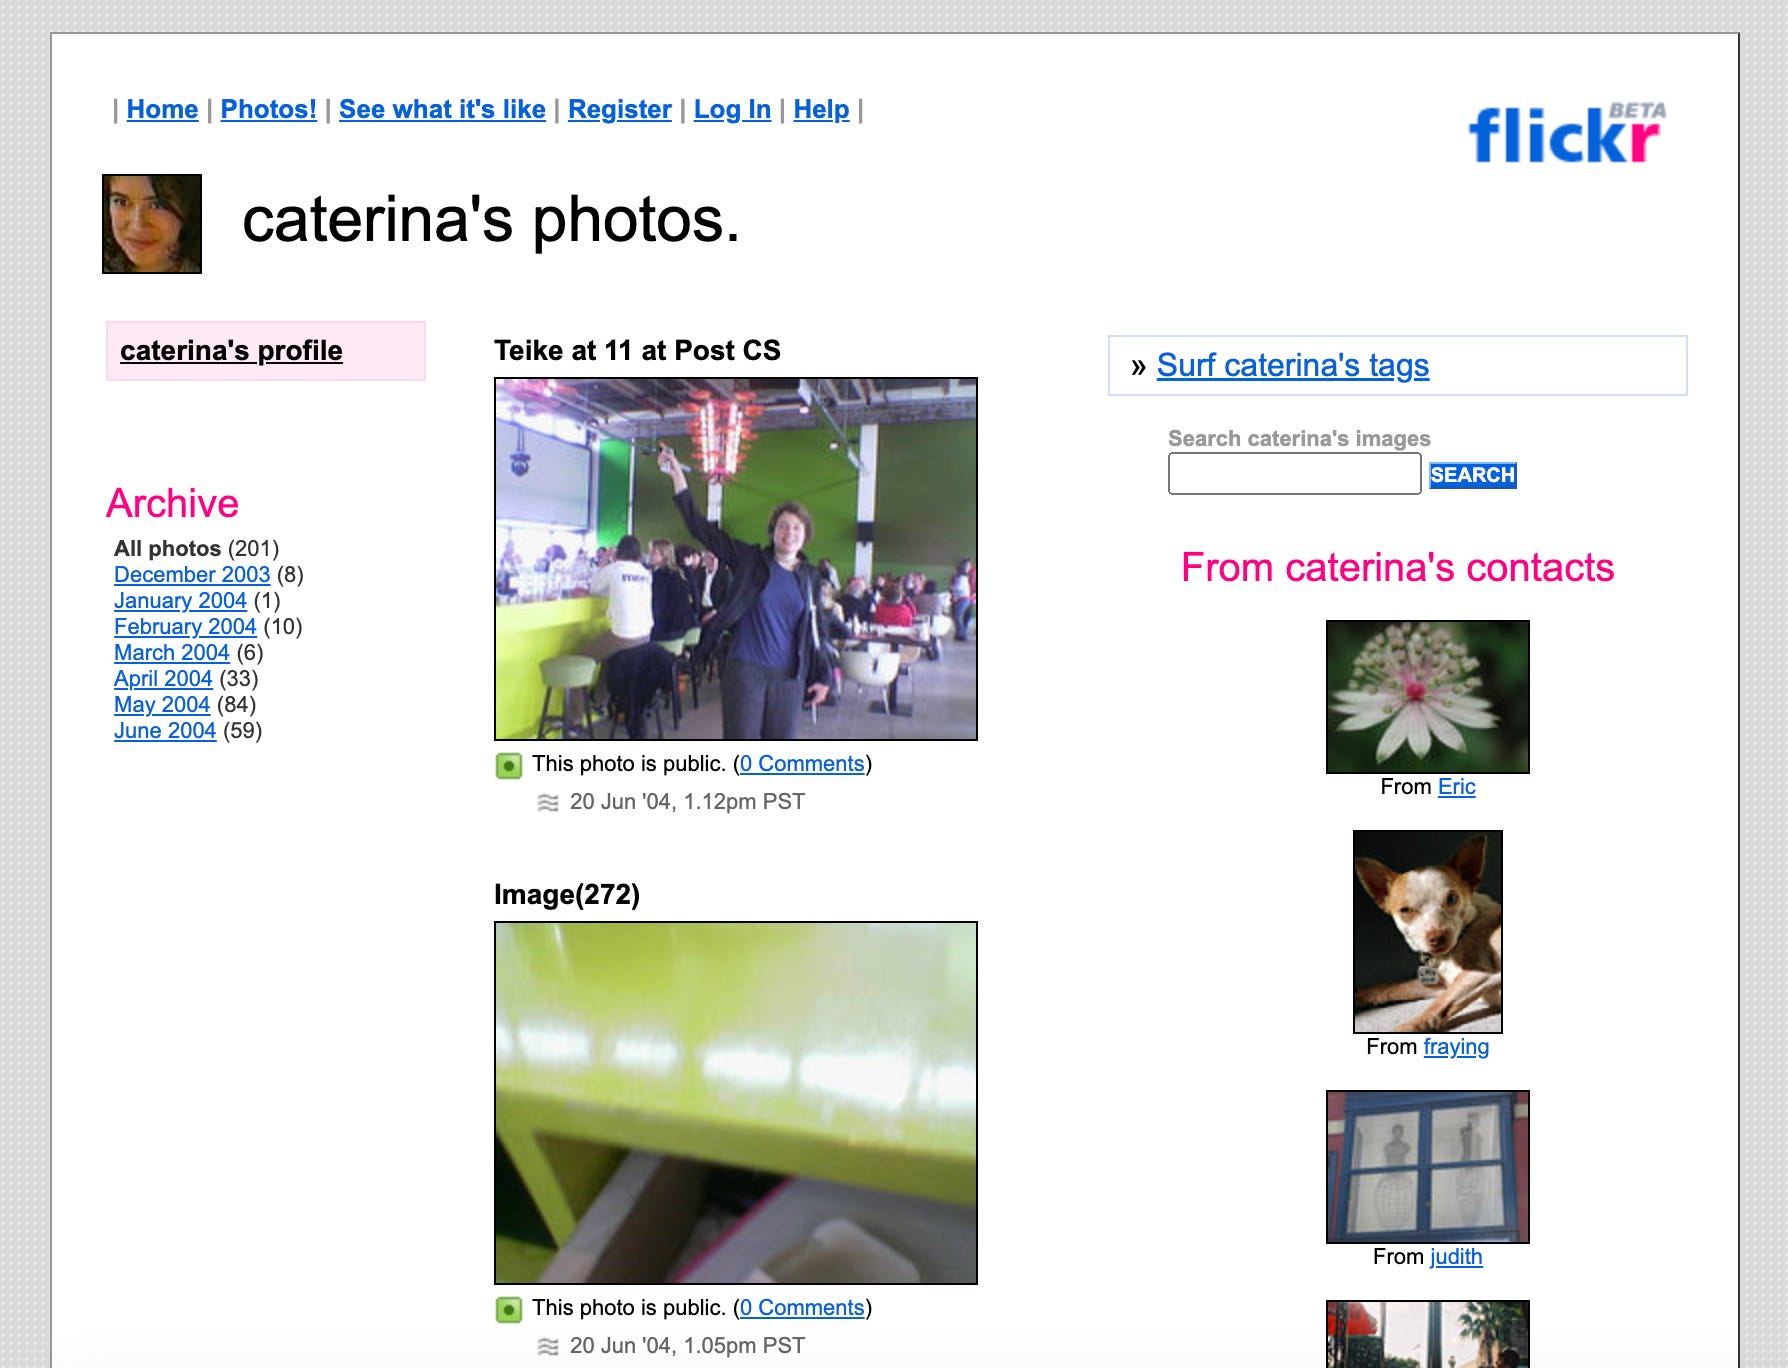 | Home | Photos! | See what it's like | Register | Log In | Help |
flickr BETA
caterina's photos.
caterina's profile
Archive
All photos (201)
December 2003 (8)
January 2004 (1)
February 2004 (10)
March 2004 (6)
April 2004 (33)
May 2004 (84)
June 2004 (59)
Teike at 11 at Post CS
This photo is public. (0 Comments)
20 Jun '04, 1.12pm PST
Image(272)
This photo is public. (0 Comments)
20 Jun '04, 1.05pm PST
» Surf caterina's tags
Search caterina's images
SEARCH
From caterina's contacts
From Eric
From fraying
From judith